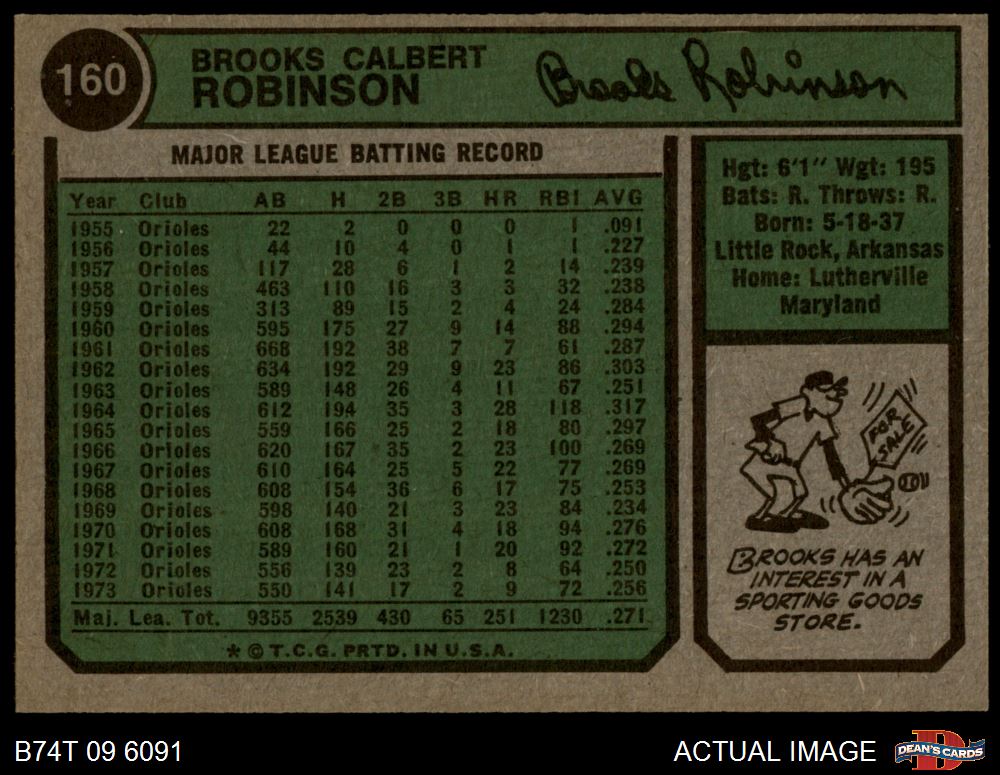 160
BROOKS CALBERT
ROBINSON
Brooks Robinson
MAJOR LEAGUE BATTING RECORD
Year Club AB H 2B 3B HR RBI AVG
1955 Orioles 22 2 0 0 0 1 .091
1956 Orioles 44 10 4 0 1 1 .227
1957 Orioles 117 28 6 1 2 14 .239
1958 Orioles 463 110 16 3 3 32 .238
1959 Orioles 313 89 15 2 4 24 .284
1960 Orioles 595 175 27 9 14 88 .294
1961 Orioles 668 192 38 7 7 61 .287
1962 Orioles 634 192 29 9 23 86 .303
1963 Orioles 589 148 26 4 11 67 .251
1964 Orioles 612 194 35 3 28 118 .317
1965 Orioles 559 166 25 2 18 80 .297
1966 Orioles 620 167 35 2 23 100 .269
1967 Orioles 610 164 25 5 22 77 .269
1968 Orioles 608 154 36 6 17 75 .253
1969 Orioles 598 140 21 3 23 84 .234
1970 Orioles 608 168 31 4 18 94 .276
1971 Orioles 589 160 21 1 20 92 .272
1972 Orioles 556 139 23 2 8 64 .250
1973 Orioles 550 141 17 2 9 72 .256
Maj. Lea. Tot. 9355 2539 430 65 251 1230 .271
* © T.C.G. PRTD. IN U.S.A.
Hgt: 6'1" Wgt: 195
Bats: R. Throws: R.
Born: 5-18-37
Little Rock, Arkansas
Home: Lutherville
Maryland
FOR
SALE
BROOKS HAS AN
INTEREST IN A
SPORTING GOODS
STORE.
B74T 09 6091
ACTUAL IMAGE
D
DEAN'S CARDS